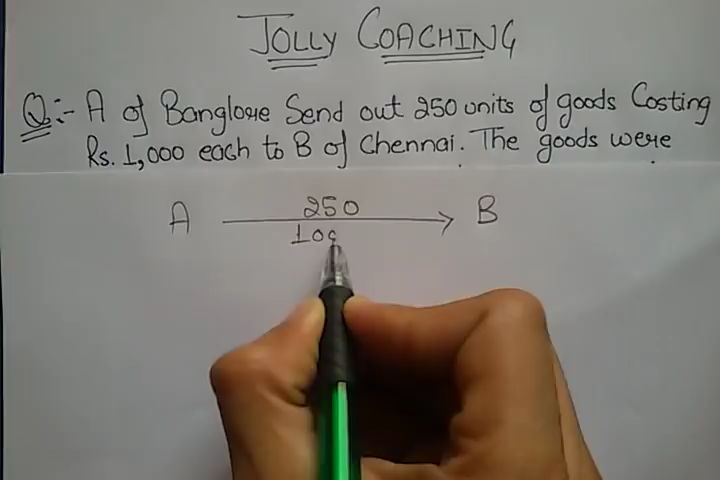 JOLLY COACHING
Q:- A of Banglore Send out 250 units of goods Costing
Rs. 1,000 each to B of Chennai. The goods were
A 250 B
100